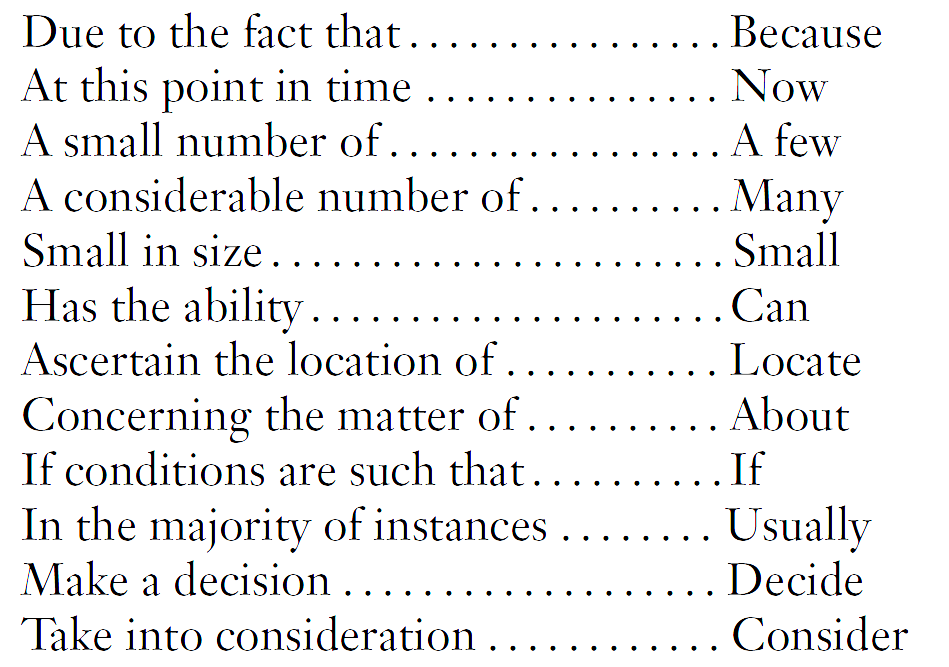 Due to the fact that . . . . . . . . . . . . . . . . Because
At this point in time . . . . . . . . . . . . . . . Now
A small number of . . . . . . . . . . . . . . . . . A few
A considerable number of . . . . . . . . . . Many
Small in size . . . . . . . . . . . . . . . . . . . . . . . Small
Has the ability . . . . . . . . . . . . . . . . . . . . . Can
Ascertain the location of . . . . . . . . . . . Locate
Concerning the matter of . . . . . . . . . . About
If conditions are such that . . . . . . . . . . If
In the majority of instances . . . . . . . . Usually
Make a decision . . . . . . . . . . . . . . . . . . . Decide
Take into consideration . . . . . . . . . . . . Consider